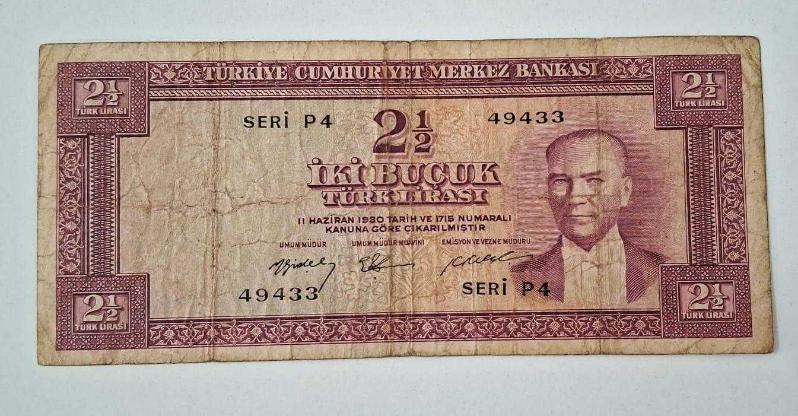 TÜRKİYE CUMHURİYET MERKEZ BANKASI
2½ TÜRK LİRASI
2½ TÜRK LİRASI
SERİ P4 2½ 49433
İKİ BUÇUK
TÜRK LİRASI
11 HAZİRAN 1930 TARİH VE 1715 NUMARALI
KANUNA GÖRE ÇIKARILMIŞTIR
UMUM MÜDÜR UMUM MÜDÜR MUAVİNİ EMİSYON VE VEZNE MÜDÜRÜ
49433 SERİ P4
2½ TÜRK LİRASI
2½ TÜRK LİRASI